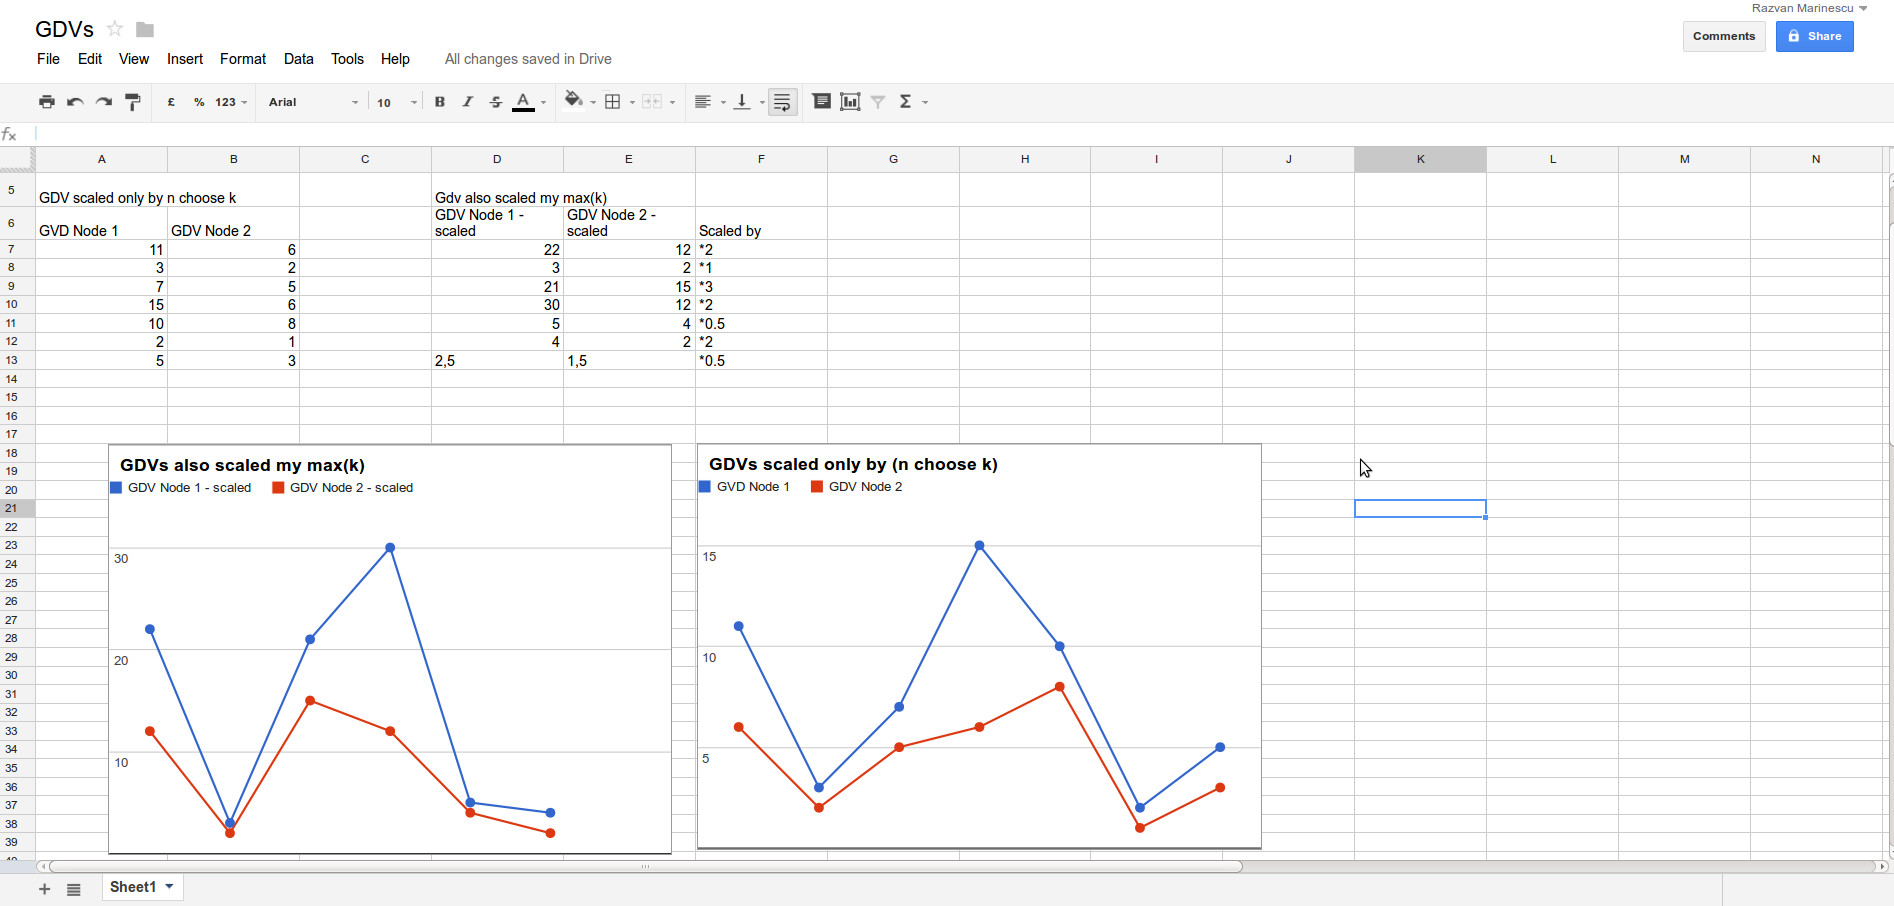 Razvan Marinescu
GDVs
Comments
Share
File Edit View Insert Format Data Tools Help All changes saved in Drive
£ % 123 Arial 10 B I S A Σ
fx
A B C D E F G H I J K L M N
5 GDV scaled only by n choose k Gdv also scaled my max(k)
6 GVD Node 1 GDV Node 2 GDV Node 1 - scaled GDV Node 2 - scaled Scaled by
7 11 6 22 12 *2
8 3 2 3 2 *1
9 7 5 21 15 *3
10 15 6 30 12 *2
11 10 8 5 4 *0.5
12 2 1 4 2 *2
13 5 3 2,5 1,5 *0.5
14
15
16
17
18
19
20
21
22
23
24
25
26
27
28
29
30
31
32
33
34
35
36
37
38
39
40
GDVs also scaled my max(k)
GDV Node 1 - scaled GDV Node 2 - scaled
30
20
10
GDVs scaled only by (n choose k)
GVD Node 1 GDV Node 2
15
10
5
Sheet1